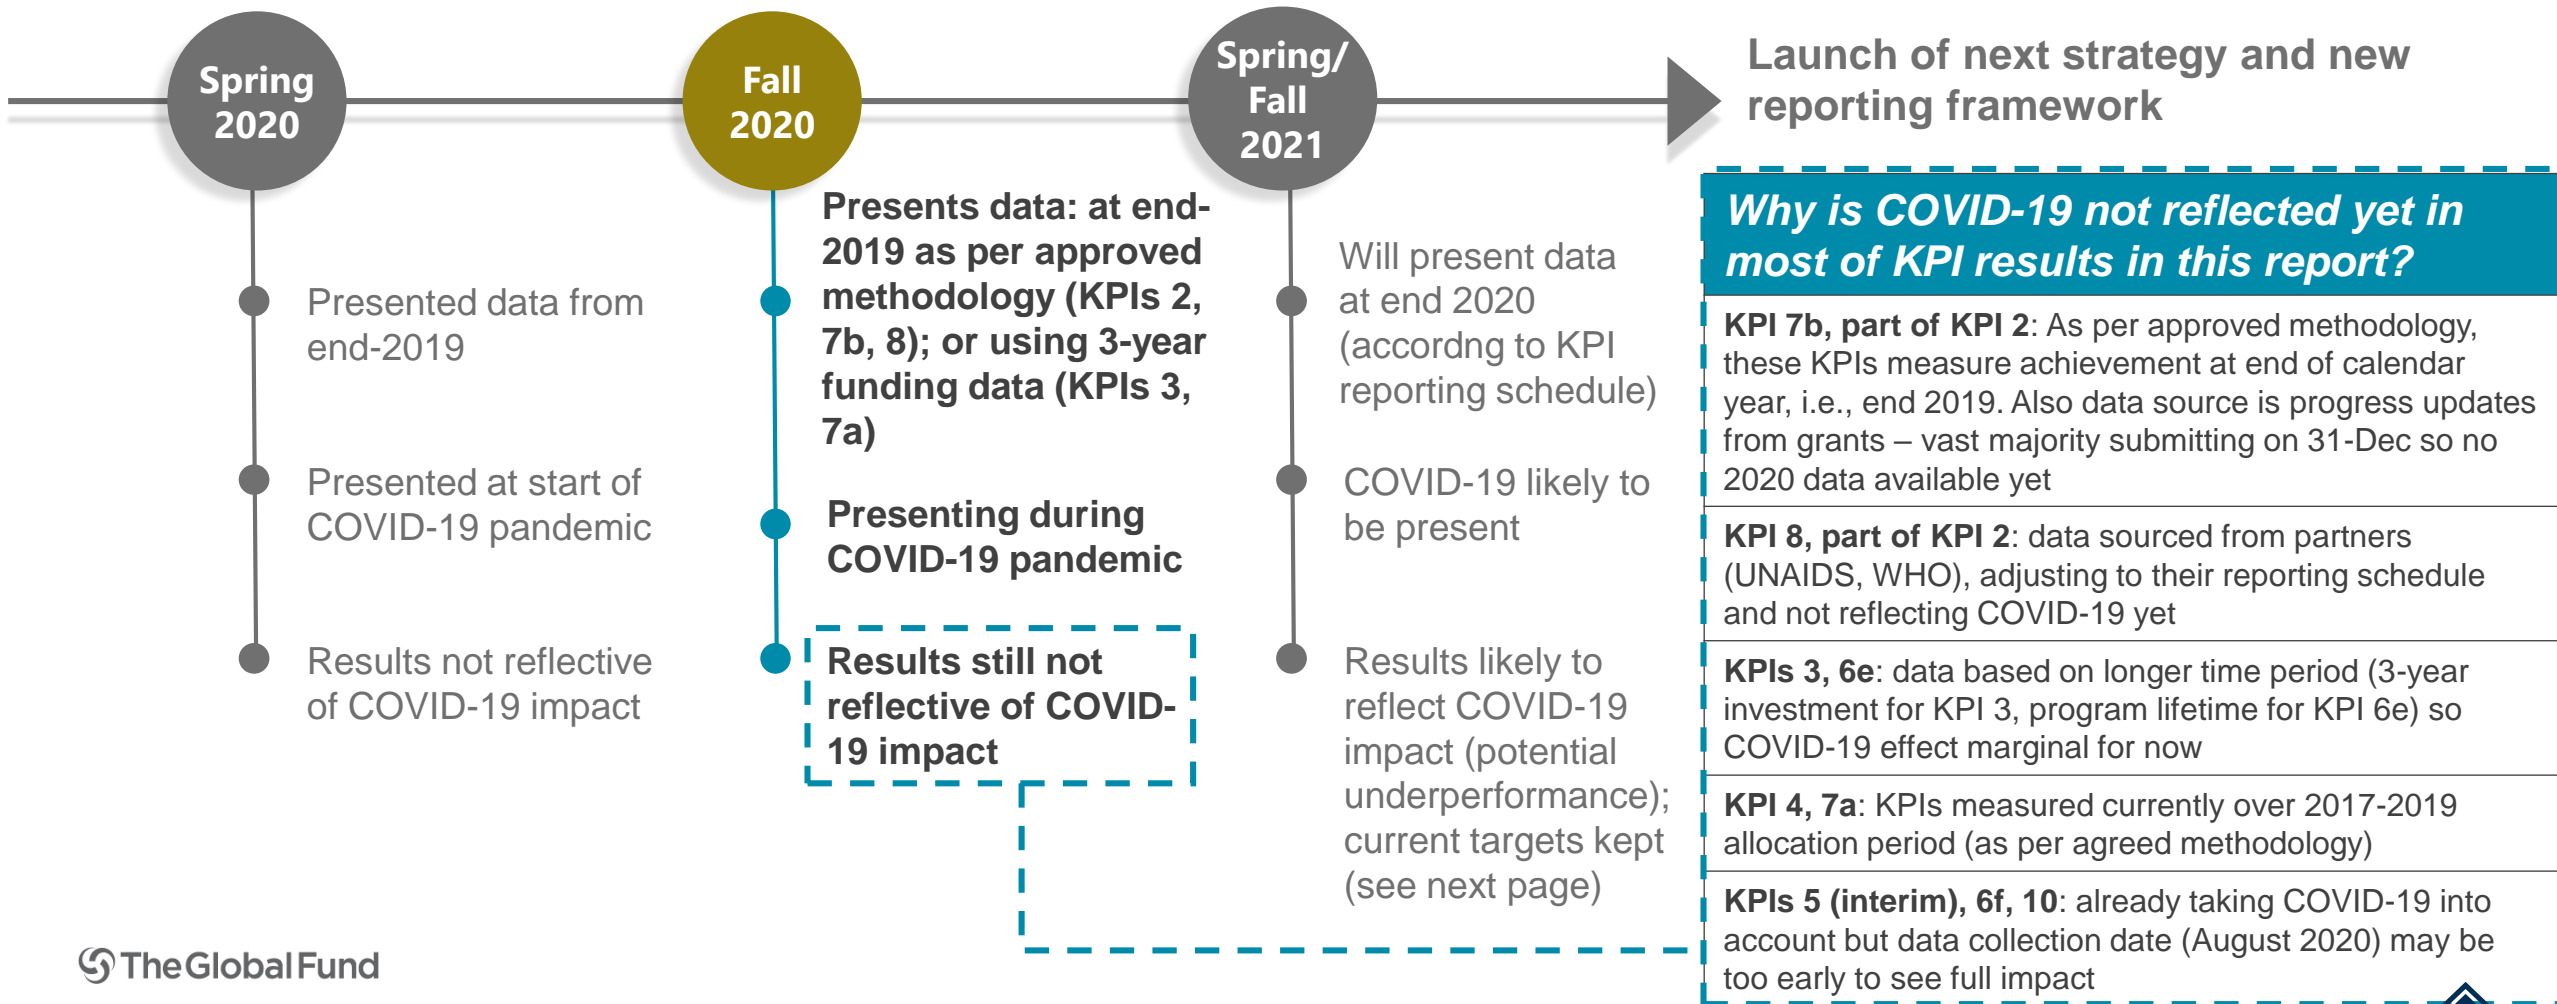 Spring
2020
Fall
2020
Spring/
Fall
2021
Launch of next strategy and new
reporting framework
Presented data from
end-2019
Presented at start of
COVID-19 pandemic
Results not reflective
of COVID-19 impact
Presents data: at end-
2019 as per approved
methodology (KPIs 2,
7b, 8); or using 3-year
funding data (KPIs 3,
7a)
Presenting during
COVID-19 pandemic
Results still not
reflective of COVID-
19 impact
Will present data
at end 2020
(accordng to KPI
reporting schedule)
COVID-19 likely to
be present
Results likely to
reflect COVID-19
impact (potential
underperformance);
current targets kept
(see next page)
Why is COVID-19 not reflected yet in
most of KPI results in this report?
KPI 7b, part of KPI 2: As per approved methodology,
these KPIs measure achievement at end of calendar
year, i.e., end 2019. Also data source is progress updates
from grants – vast majority submitting on 31-Dec so no
2020 data available yet
KPI 8, part of KPI 2: data sourced from partners
(UNAIDS, WHO), adjusting to their reporting schedule
and not reflecting COVID-19 yet
KPIs 3, 6e: data based on longer time period (3-year
investment for KPI 3, program lifetime for KPI 6e) so
COVID-19 effect marginal for now
KPI 4, 7a: KPIs measured currently over 2017-2019
allocation period (as per agreed methodology)
KPIs 5 (interim), 6f, 10: already taking COVID-19 into
account but data collection date (August 2020) may be
too early to see full impact
The Global Fund